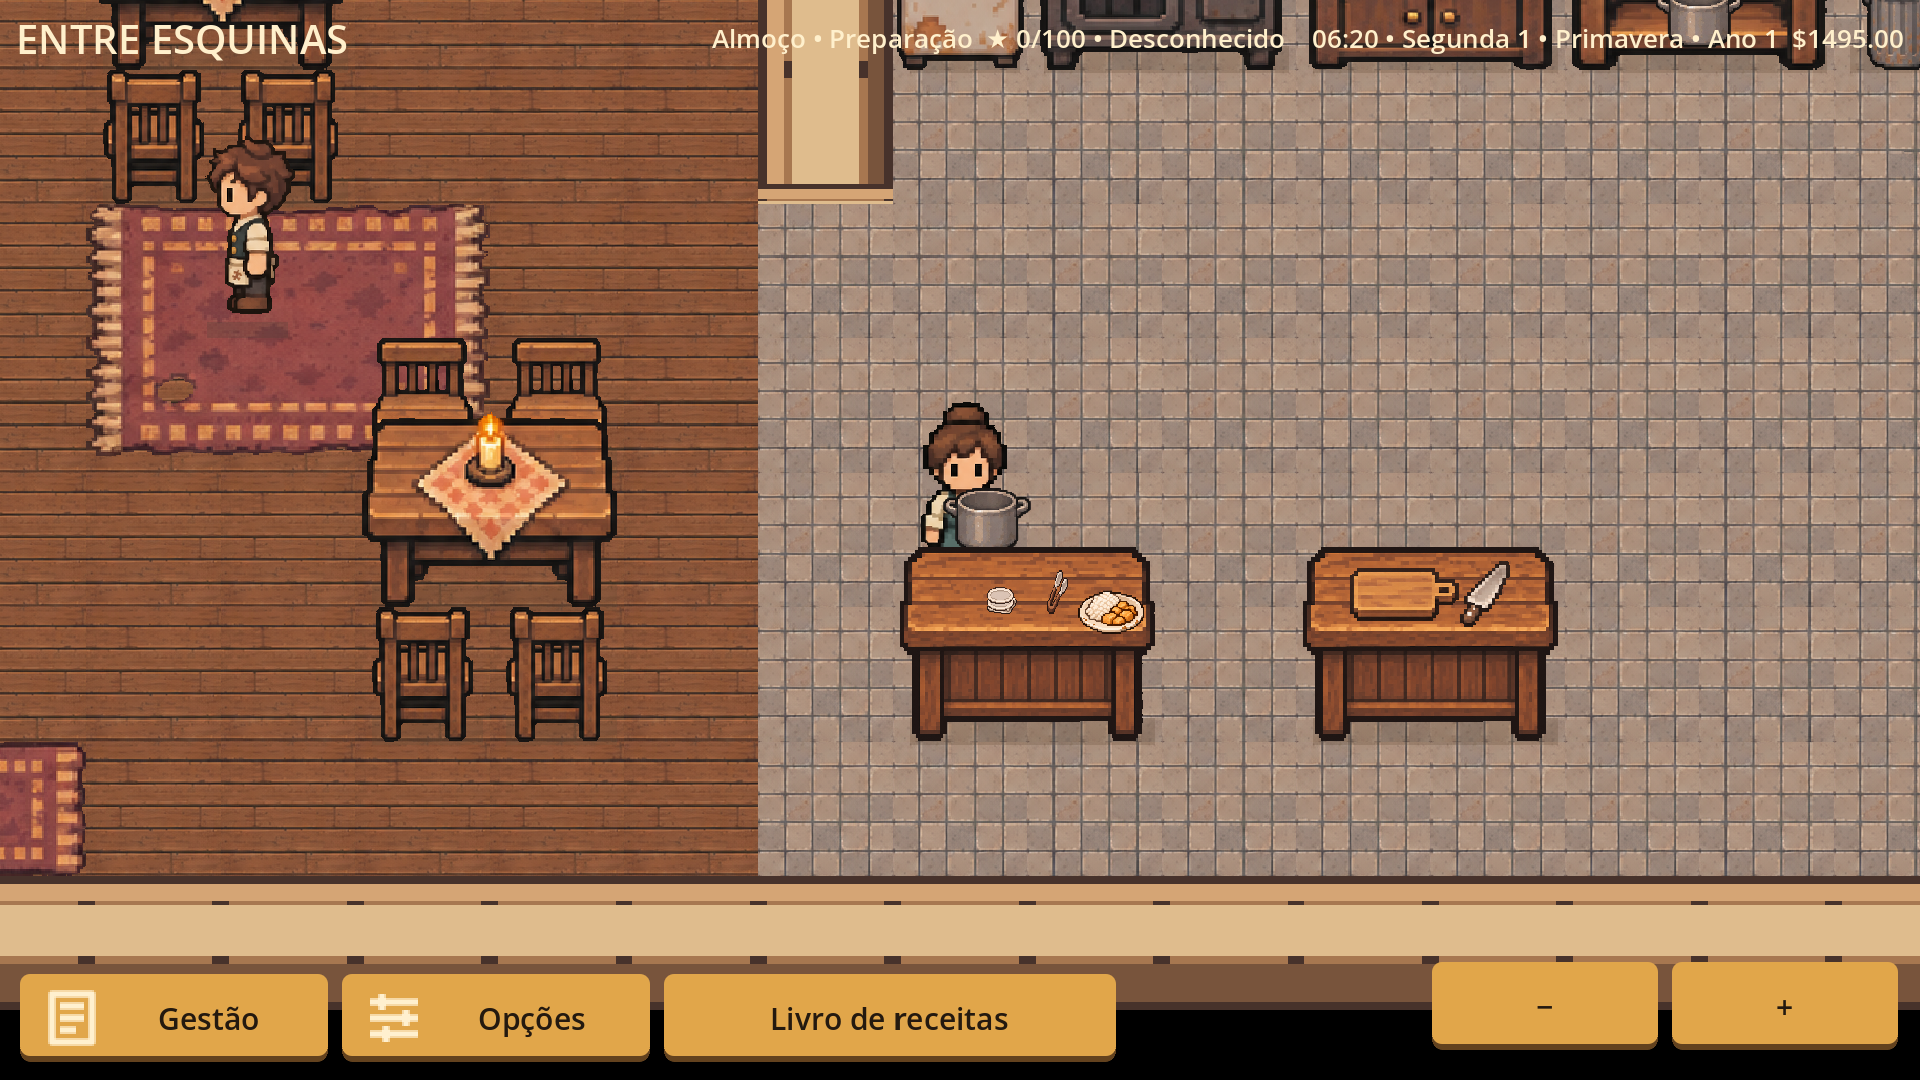 ENTRE ESQUINAS
Almoço • Preparação ★ 0/100 • Desconhecido 06:20 • Segunda 1 • Primavera • Ano 1 $1495.00
Gestão
Opções
Livro de receitas
−
+